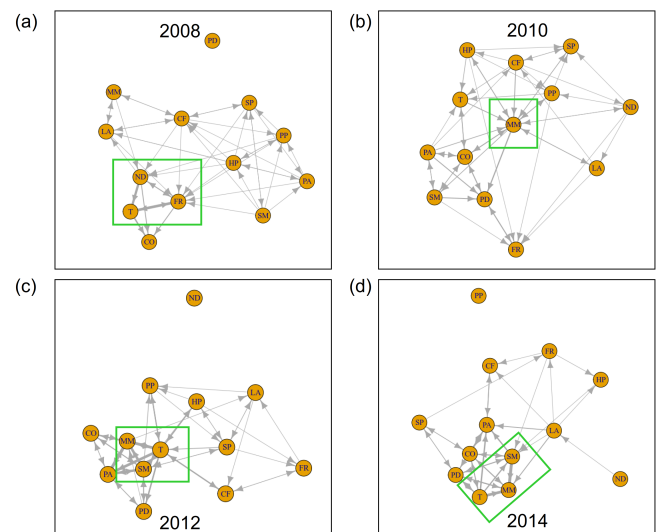 (a)
2008
PD
MM
CF
SP
LA
PP
HP
ND
PA
T
FR
SM
CO
(b)
2010
HP
SP
CF
PP
T
ND
MM
PA
CO
LA
SM
PD
FR
(c)
ND
PP
LA
HP
CO
MM
T
SP
PA
SM
FR
CF
PD
2012
(d)
PP
FR
CF
HP
SP
PA
LA
CO
SM
PD
ND
MM
T
2014